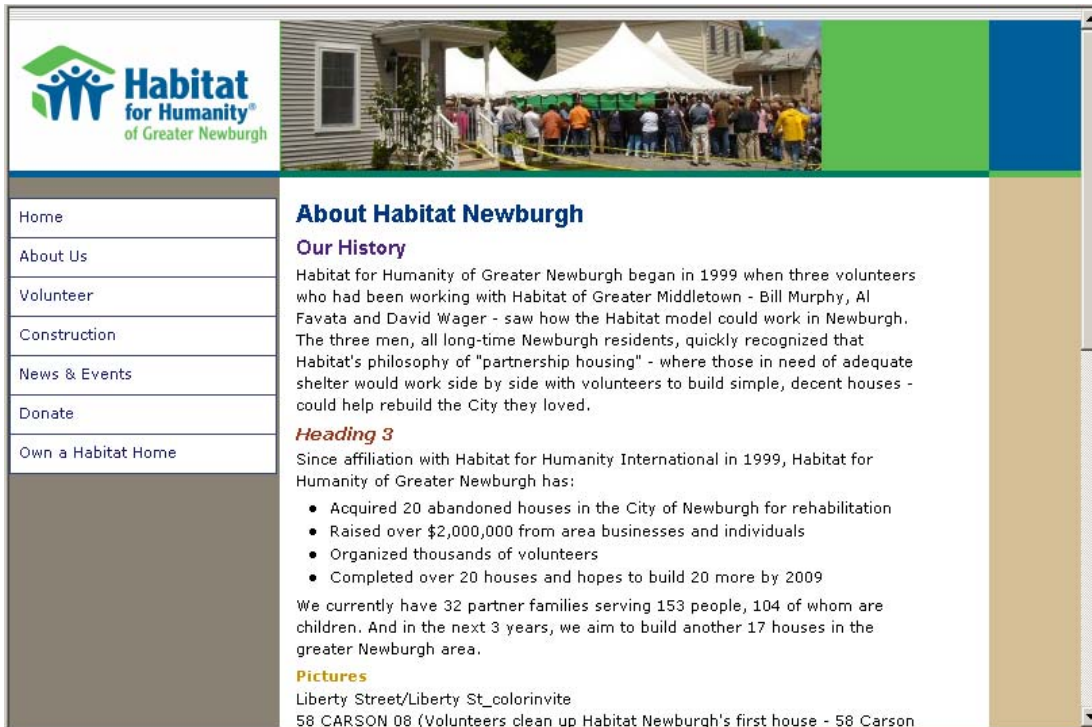 Habitat
for Humanity®
of Greater Newburgh
Home
About Us
Volunteer
Construction
News & Events
Donate
Own a Habitat Home
About Habitat Newburgh
Our History
Habitat for Humanity of Greater Newburgh began in 1999 when three volunteers
who had been working with Habitat of Greater Middletown - Bill Murphy, Al
Favata and David Wager - saw how the Habitat model could work in Newburgh.
The three men, all long-time Newburgh residents, quickly recognized that
Habitat's philosophy of "partnership housing" - where those in need of adequate
shelter would work side by side with volunteers to build simple, decent houses -
could help rebuild the City they loved.
Heading 3
Since affiliation with Habitat for Humanity International in 1999, Habitat for
Humanity of Greater Newburgh has:
• Acquired 20 abandoned houses in the City of Newburgh for rehabilitation
• Raised over $2,000,000 from area businesses and individuals
• Organized thousands of volunteers
• Completed over 20 houses and hopes to build 20 more by 2009
We currently have 32 partner families serving 153 people, 104 of whom are
children. And in the next 3 years, we aim to build another 17 houses in the
greater Newburgh area.
Pictures
Liberty Street/Liberty St_colorinvite
58 CARSON 08 (Volunteers clean up Habitat Newburgh's first house - 58 Carson